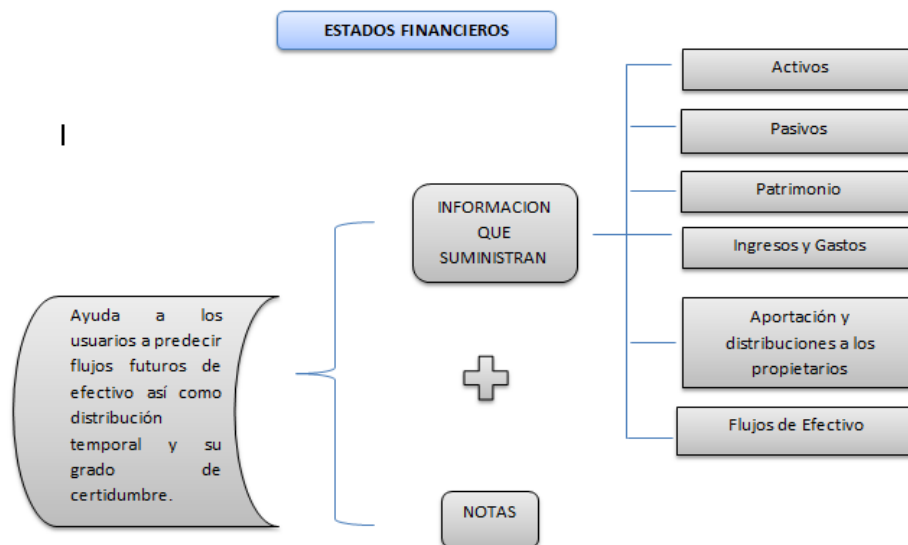 ESTADOS FINANCIEROS
Activos
Pasivos
Patrimonio
INFORMACION
QUE
SUMINISTRAN
Ingresos y Gastos
Aportación y
distribuciones a los
propietarios
Flujos de Efectivo
Ayuda a los
usuarios a predecir
flujos futuros de
efectivo así como
distribución
temporal y su
grado de
certidumbre.
NOTAS